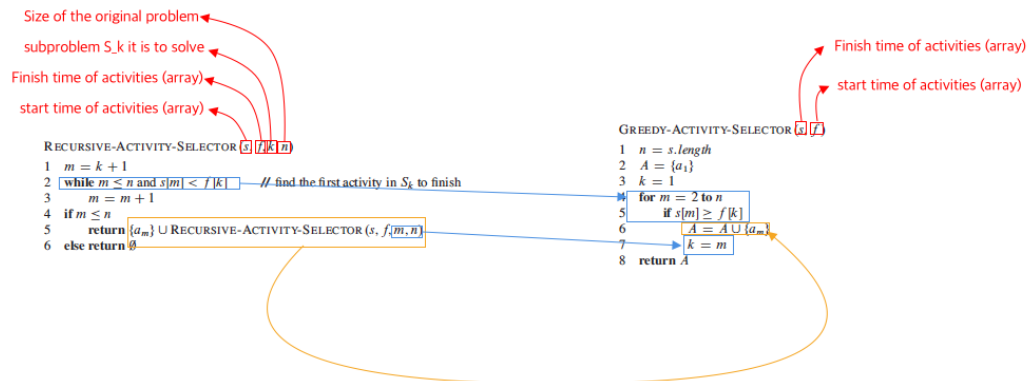 Size of the original problem
subproblem S_k it is to solve
Finish time of activities (array)
start time of activities (array)
RECURSIVE-ACTIVITY-SELECTOR(s, f, k, n)
1 m = k + 1
2 while m ≤ n and s[m] < f[k] // find the first activity in Sk to finish
3 m = m + 1
4 if m ≤ n
5 return {am} ∪ RECURSIVE-ACTIVITY-SELECTOR(s, f, m, n)
6 else return ∅
Finish time of activities (array)
start time of activities (array)
GREEDY-ACTIVITY-SELECTOR(s, f)
1 n = s.length
2 A = {a1}
3 k = 1
4 for m = 2 to n
5 if s[m] ≥ f[k]
6 A = A ∪ {am}
7 k = m
8 return A